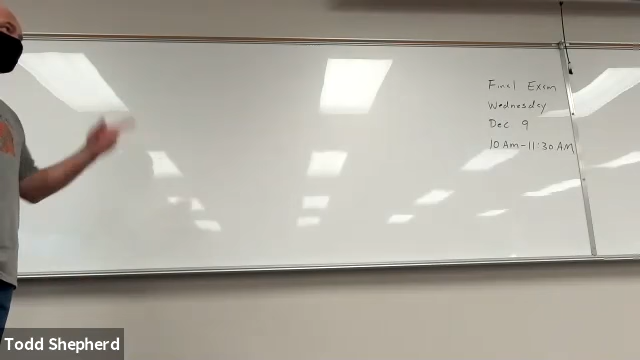 Final Exam
Wednesday
Dec 9
10 AM - 11:30 AM
Todd Shepherd